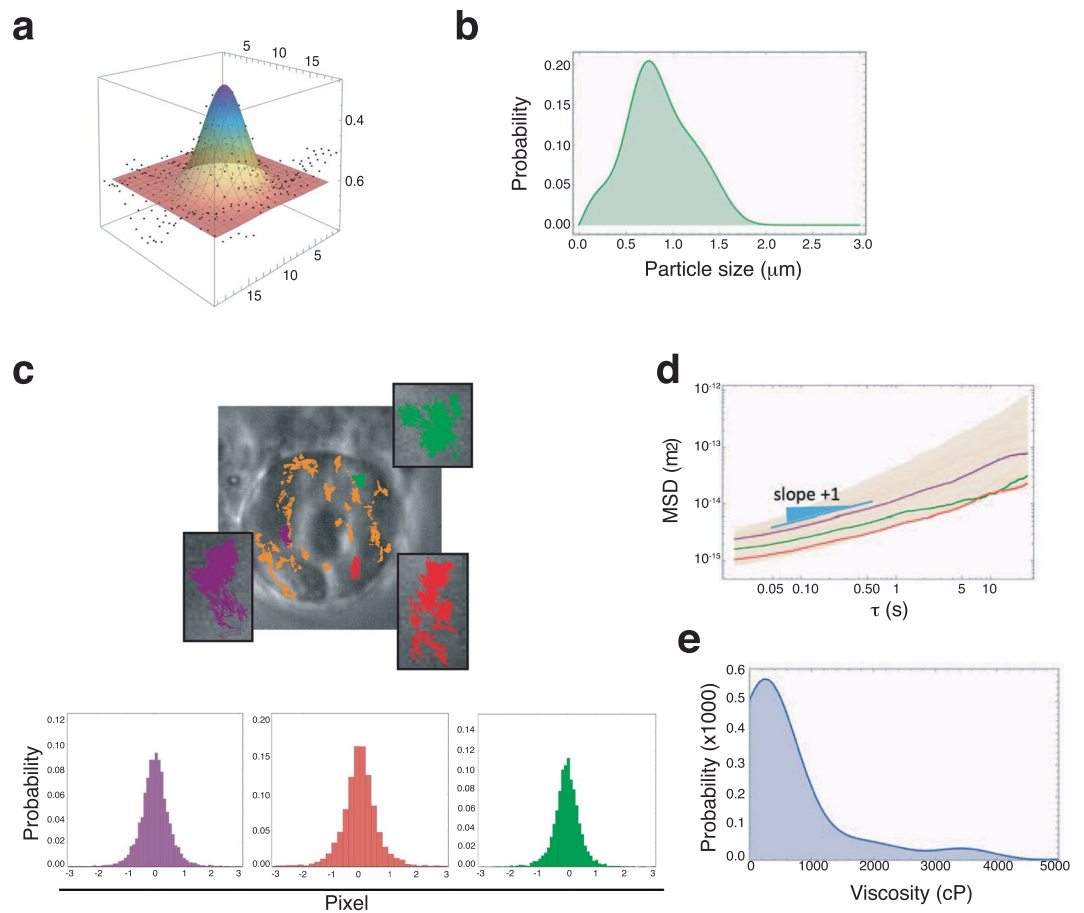 a
5 10 15
0.4
0.6
5
10
15
b
0.20
0.15
0.10
0.05
0.00
Probability
0.0 0.5 1.0 1.5 2.0 2.5 3.0
Particle size (μm)
c
d
10-12
10-13
10-14
10-15
MSD (m2)
slope +1
0.05 0.10 0.50 1 5 10
τ (s)
e
0.6
0.5
0.4
0.3
0.2
0.1
0.0
Probability (x1000)
0 1000 2000 3000 4000 5000
Viscosity (cP)
Probability
0.12
0.10
0.08
0.06
0.04
0.02
0.00
-3 -2 -1 0 1 2 3
0.20
0.15
0.10
0.05
0.00
-3 -2 -1 0 1 2 3
0.14
0.12
0.10
0.08
0.06
0.04
0.02
0.00
-3 -2 -1 0 1 2 3
Pixel